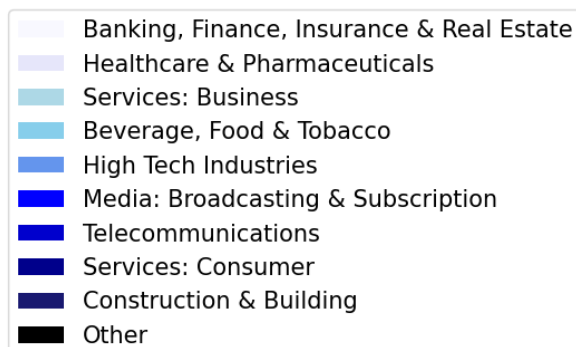 Banking, Finance, Insurance & Real Estate
Healthcare & Pharmaceuticals
Services: Business
Beverage, Food & Tobacco
High Tech Industries
Media: Broadcasting & Subscription
Telecommunications
Services: Consumer
Construction & Building
Other